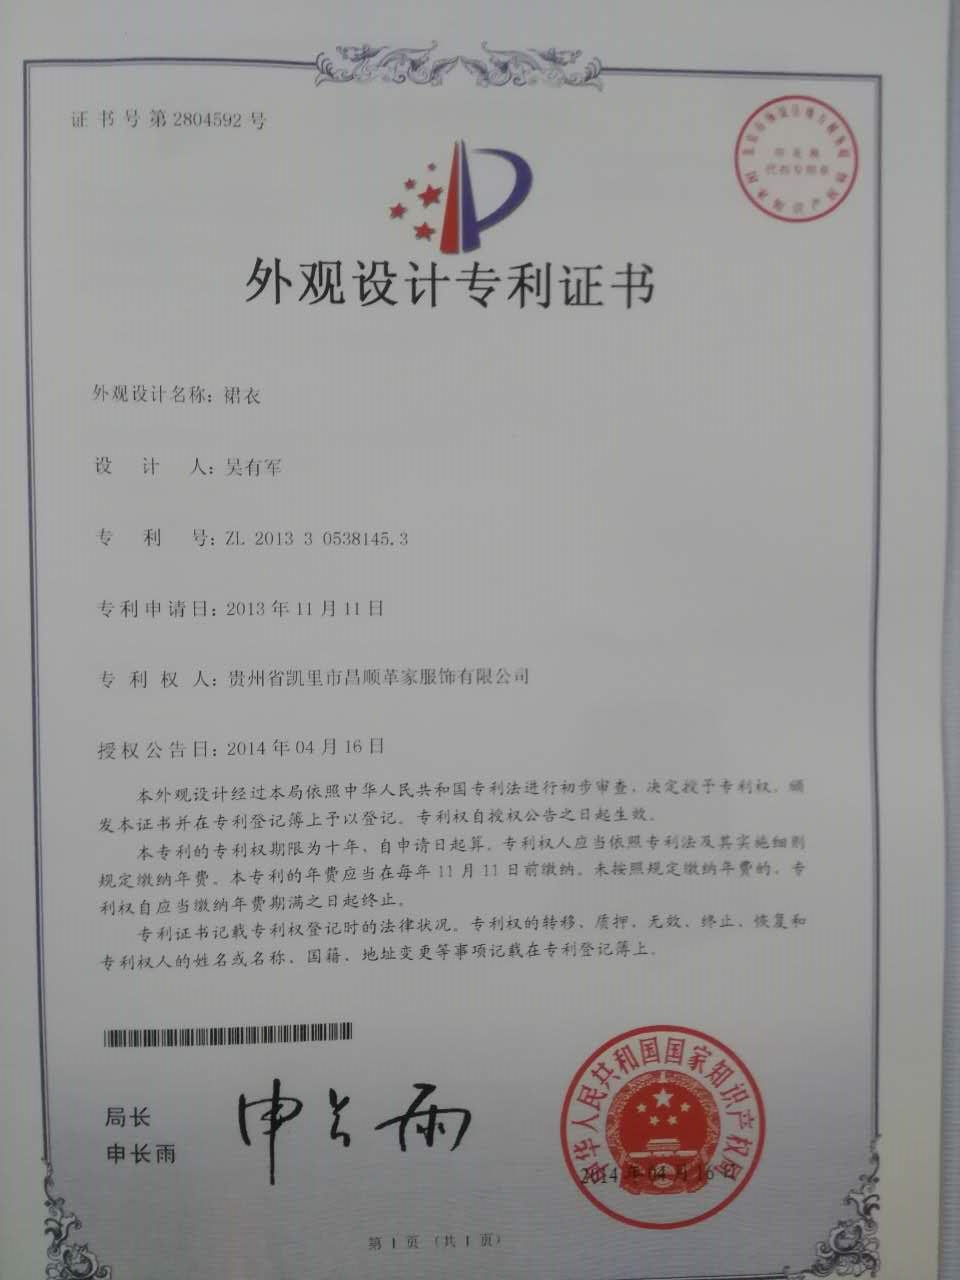 证书号第2804592号
外观设计专利证书
外观设计名称：裙衣
设计人：吴有军
专利号：ZL 2013 3 0538145.3
专利申请日：2013年11月11日
专利权人：贵州省凯里市昌顺革家服饰有限公司
授权公告日：2014年04月16日
本外观设计经过本局依照中华人民共和国专利法进行初步审查，决定授予专利权，颁
发本证书并在专利登记簿上予以登记。专利权自授权公告之日起生效。
本专利的专利权期限为十年，自申请日起算。专利权人应当依照专利法及其实施细则
规定缴纳年费。本专利的年费应当在每年11月11日前缴纳。未按照规定缴纳年费的，专
利权自应当缴纳年费期满之日起终止。
专利证书记载专利权登记时的法律状况。专利权的转移、质押、无效、终止、恢复和
专利权人的姓名或名称、国籍、地址变更等事项记载在专利登记簿上。
局长
申长雨
申长雨
中华人民共和国国家知识产权局
2014年04月16日
第1页（共1页）